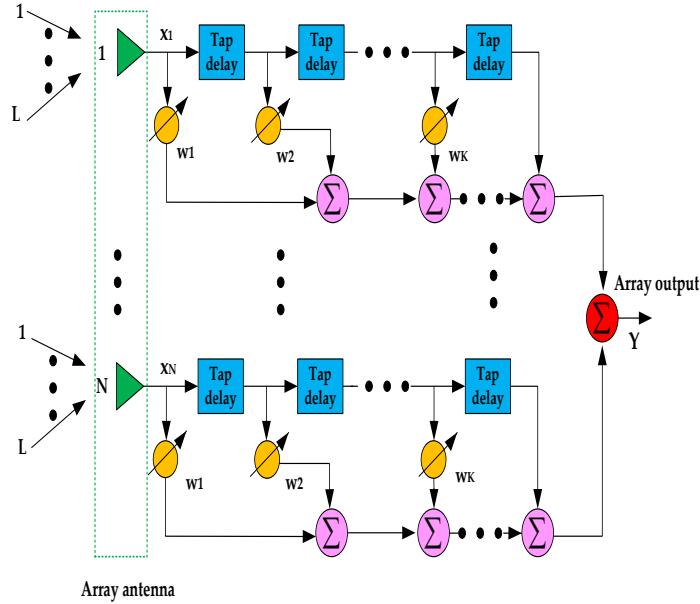 1
L
1
x1
Tap
delay
Tap
delay
Tap
delay
w1
w2
wK
Σ
Σ
Σ
Array output
Σ
Y
1
L
N
xN
Tap
delay
Tap
delay
Tap
delay
w1
w2
wK
Σ
Σ
Σ
Array antenna